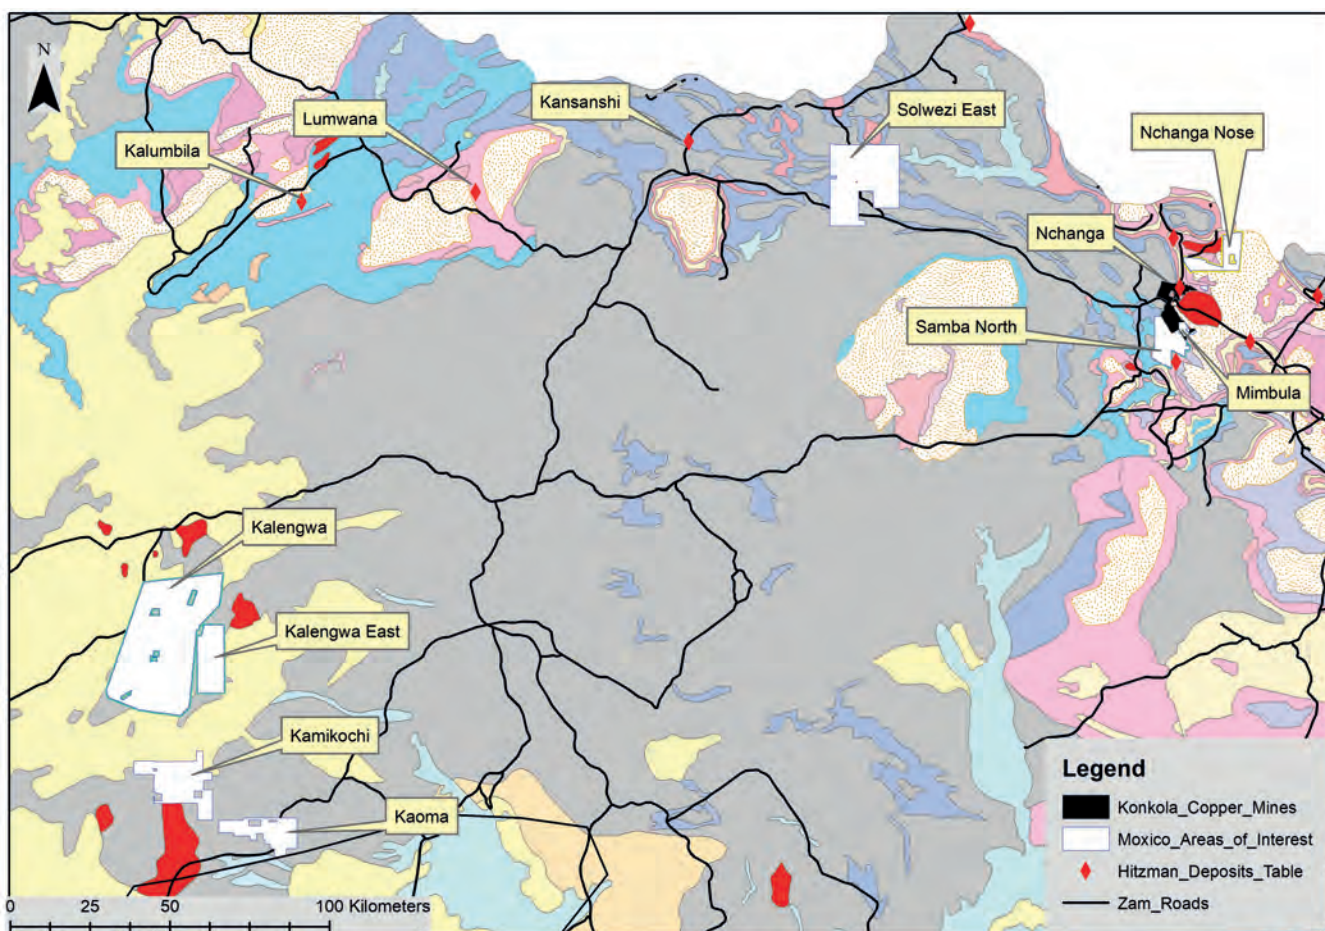 N
Kansanshi
Solwezi East
Lumwana
Nchanga Nose
Kalumbila
Nchanga
Samba North
Mimbula
Kalengwa
Kalengwa East
Kamikochi
Kaoma
Legend
Konkola_Copper_Mines
Moxico_Areas_of_Interest
Hitzman_Deposits_Table
Zam_Roads
0 25 50 100 Kilometers